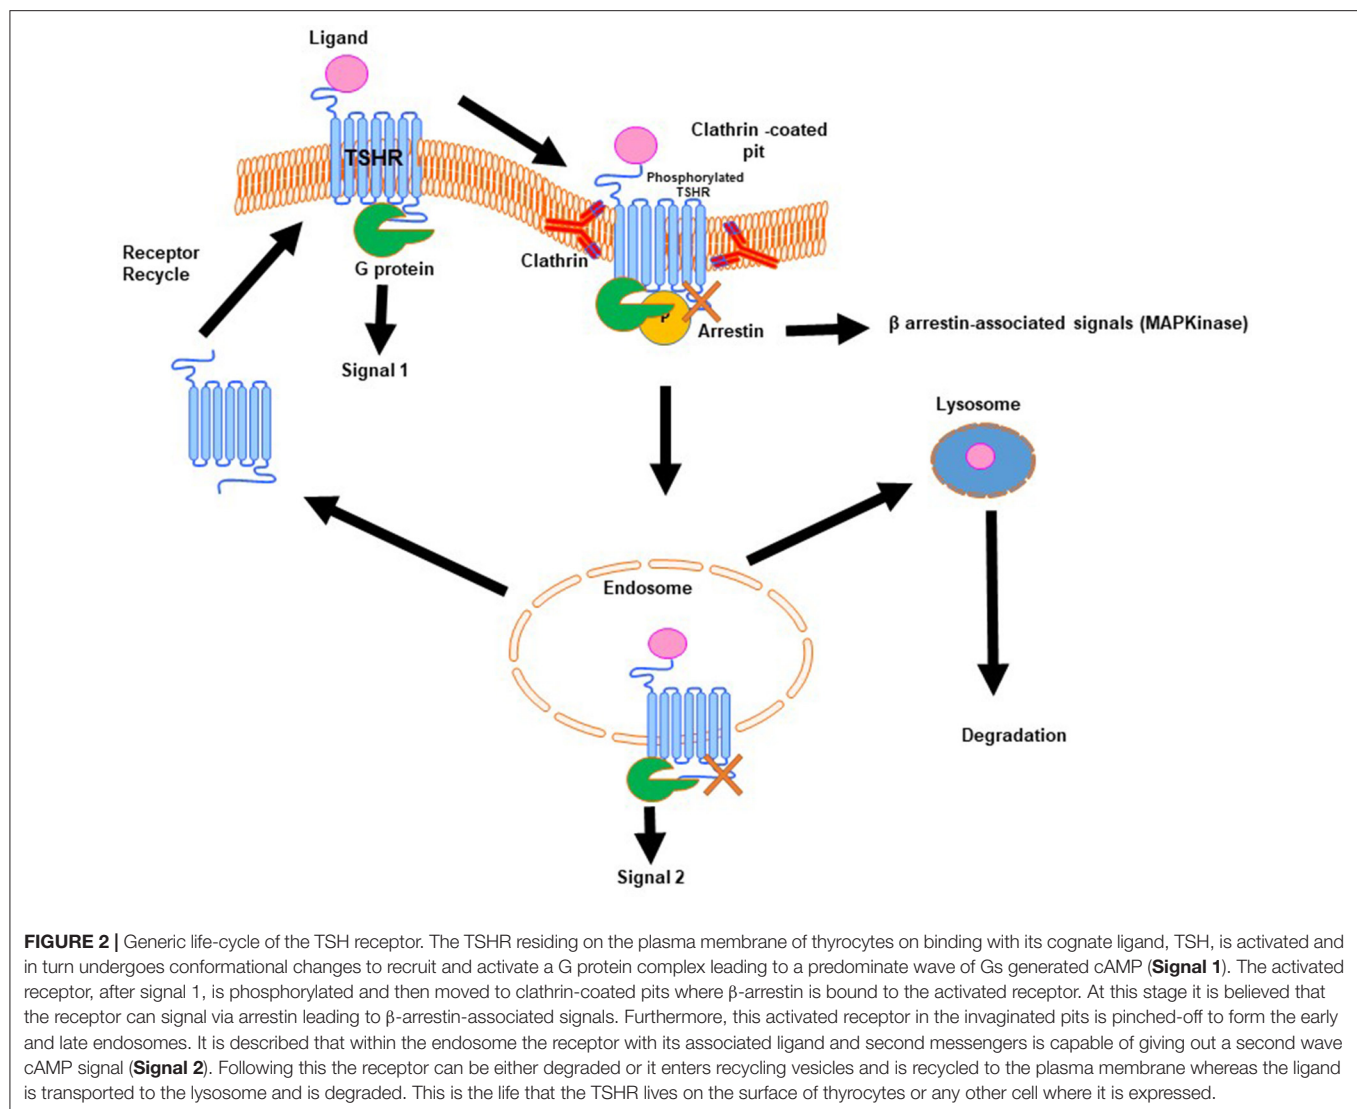 Ligand
TSHR
G protein
Signal 1
Receptor
Recycle
Clathrin -coated
pit
Phosphorylated
TSHR
Clathrin
P
Arrestin
β arrestin-associated signals (MAPKinase)
Lysosome
Degradation
Endosome
Signal 2
FIGURE 2 | Generic life-cycle of the TSH receptor. The TSHR residing on the plasma membrane of thyrocytes on binding with its cognate ligand, TSH, is activated and
in turn undergoes conformational changes to recruit and activate a G protein complex leading to a predominate wave of Gs generated cAMP (Signal 1). The activated
receptor, after signal 1, is phosphorylated and then moved to clathrin-coated pits where β-arrestin is bound to the activated receptor. At this stage it is believed that
the receptor can signal via arrestin leading to β-arrestin-associated signals. Furthermore, this activated receptor in the invaginated pits is pinched-off to form the early
and late endosomes. It is described that within the endosome the receptor with its associated ligand and second messengers is capable of giving out a second wave
cAMP signal (Signal 2). Following this the receptor can be either degraded or it enters recycling vesicles and is recycled to the plasma membrane whereas the ligand
is transported to the lysosome and is degraded. This is the life that the TSHR lives on the surface of thyrocytes or any other cell where it is expressed.